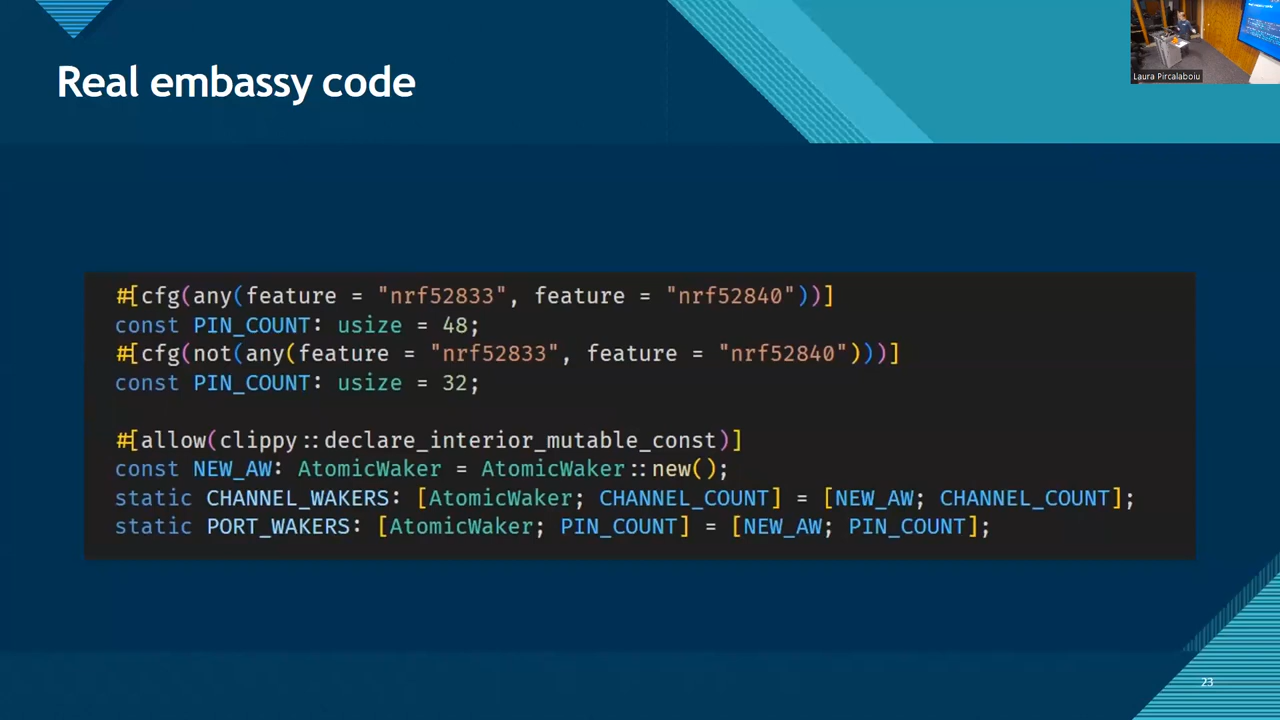 Real embassy code
Laura Pircalaboiu
#[cfg(any(feature = "nrf52833", feature = "nrf52840"))]
const PIN_COUNT: usize = 48;
#[cfg(not(any(feature = "nrf52833", feature = "nrf52840")))]
const PIN_COUNT: usize = 32;
#[allow(clippy::declare_interior_mutable_const)]
const NEW_AW: AtomicWaker = AtomicWaker::new();
static CHANNEL_WAKERS: [AtomicWaker; CHANNEL_COUNT] = [NEW_AW; CHANNEL_COUNT];
static PORT_WAKERS: [AtomicWaker; PIN_COUNT] = [NEW_AW; PIN_COUNT];
23